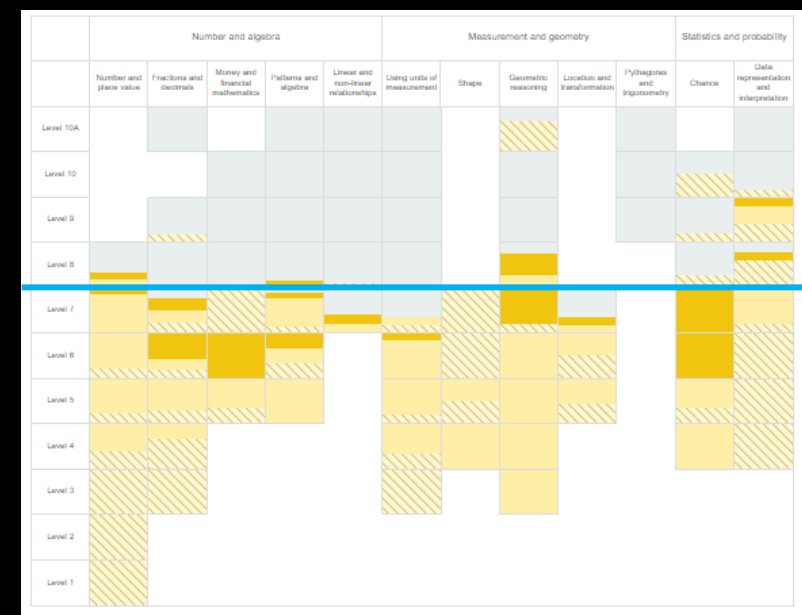 Number and algebra
Measurement and geometry
Statistics and probability
Number and
place value
Fractions and
decimals
Money and
financial
mathematics
Patterns and
algebra
Linear and
non-linear
relationships
Using units of
measurement
Shape
Geometric
reasoning
Location and
transformation
Pythagoras
and
trigonometry
Chance
Data
representation
and
interpretation
Level 10A
Level 10
Level 9
Level 8
Level 7
Level 6
Level 5
Level 4
Level 3
Level 2
Level 1